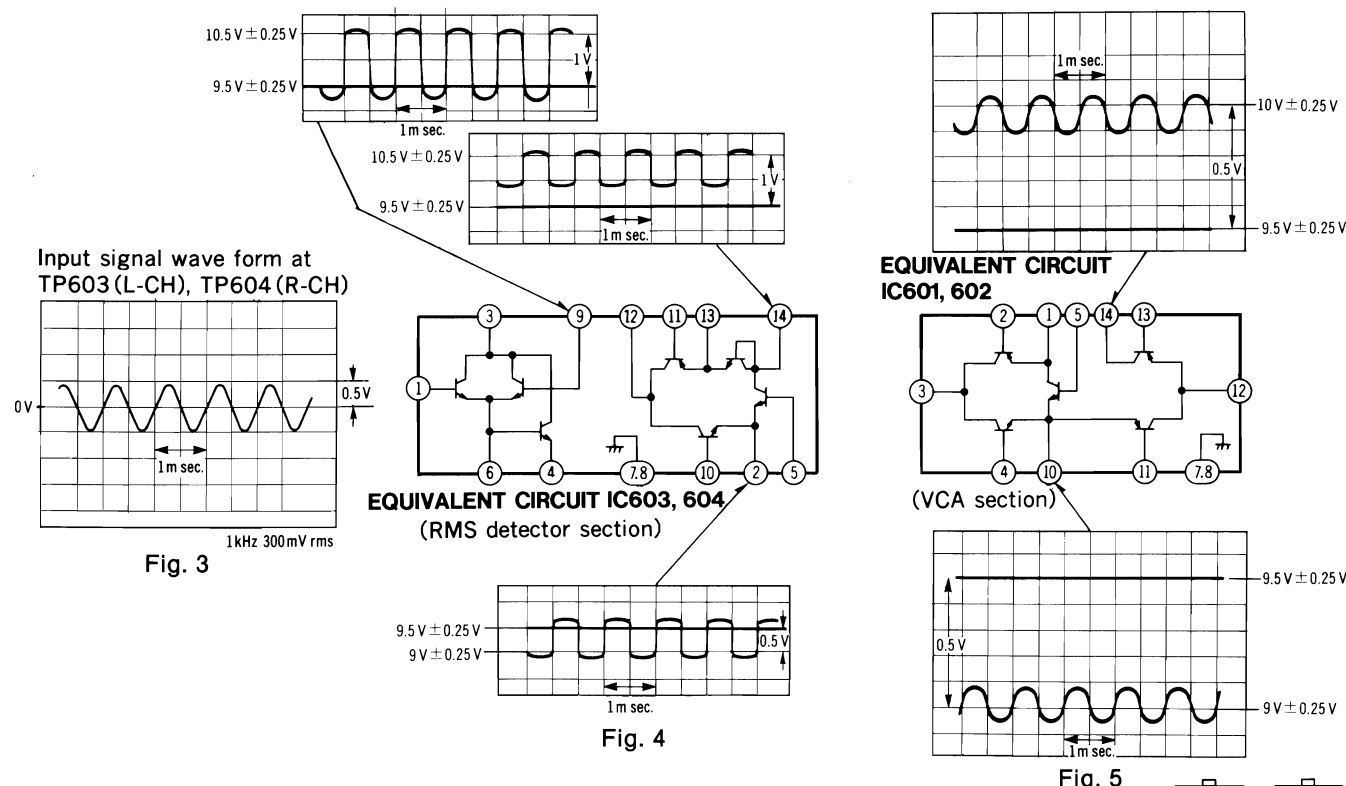 10.5 V ± 0.25 V
1 V
9.5 V ± 0.25 V
1 m sec.
10.5 V ± 0.25 V
1 V
9.5 V ± 0.25 V
1 m sec.
1 m sec.
10 V ± 0.25 V
0.5 V
9.5 V ± 0.25 V
Input signal wave form at
TP603 (L-CH), TP604 (R-CH)
0 V
0.5 V
1 m sec.
1 kHz 300 mV rms
Fig. 3
3 9 12 11 13 14
1
6 4 7.8 10 2 5
EQUIVALENT CIRCUIT IC603, 604
(RMS detector section)
9.5 V ± 0.25 V
0.5 V
9 V ± 0.25 V
1 m sec.
Fig. 4
EQUIVALENT CIRCUIT
IC601, 602
2 1 5 14 13
3 12
4 10 11 7.8
(VCA section)
9.5 V ± 0.25 V
0.5 V
9 V ± 0.25 V
1 m sec.
Fig. 5